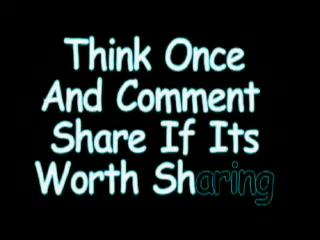 Think Once
And Comment
Share If Its
Worth Sharing